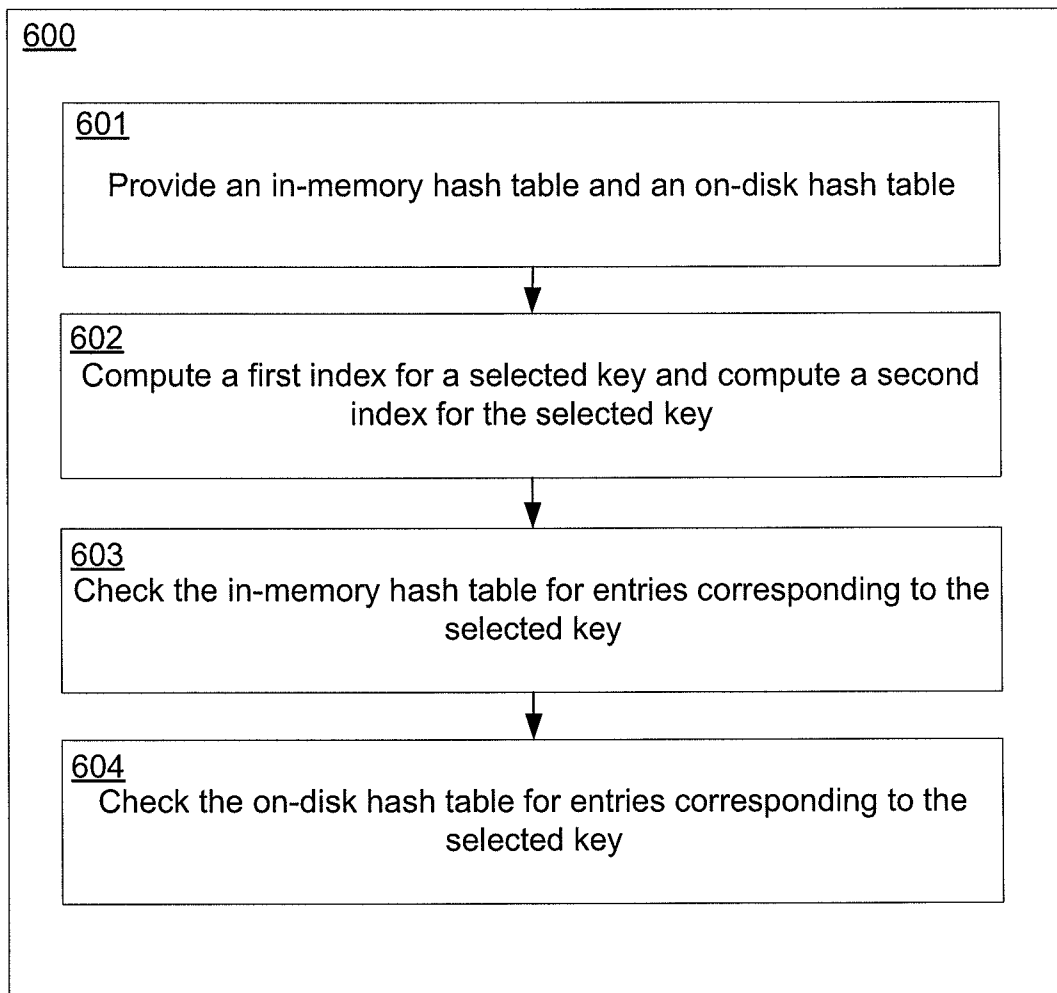 600
601
Provide an in-memory hash table and an on-disk hash table
602
Compute a first index for a selected key and compute a second
index for the selected key
603
Check the in-memory hash table for entries corresponding to the
selected key
604
Check the on-disk hash table for entries corresponding to the
selected key